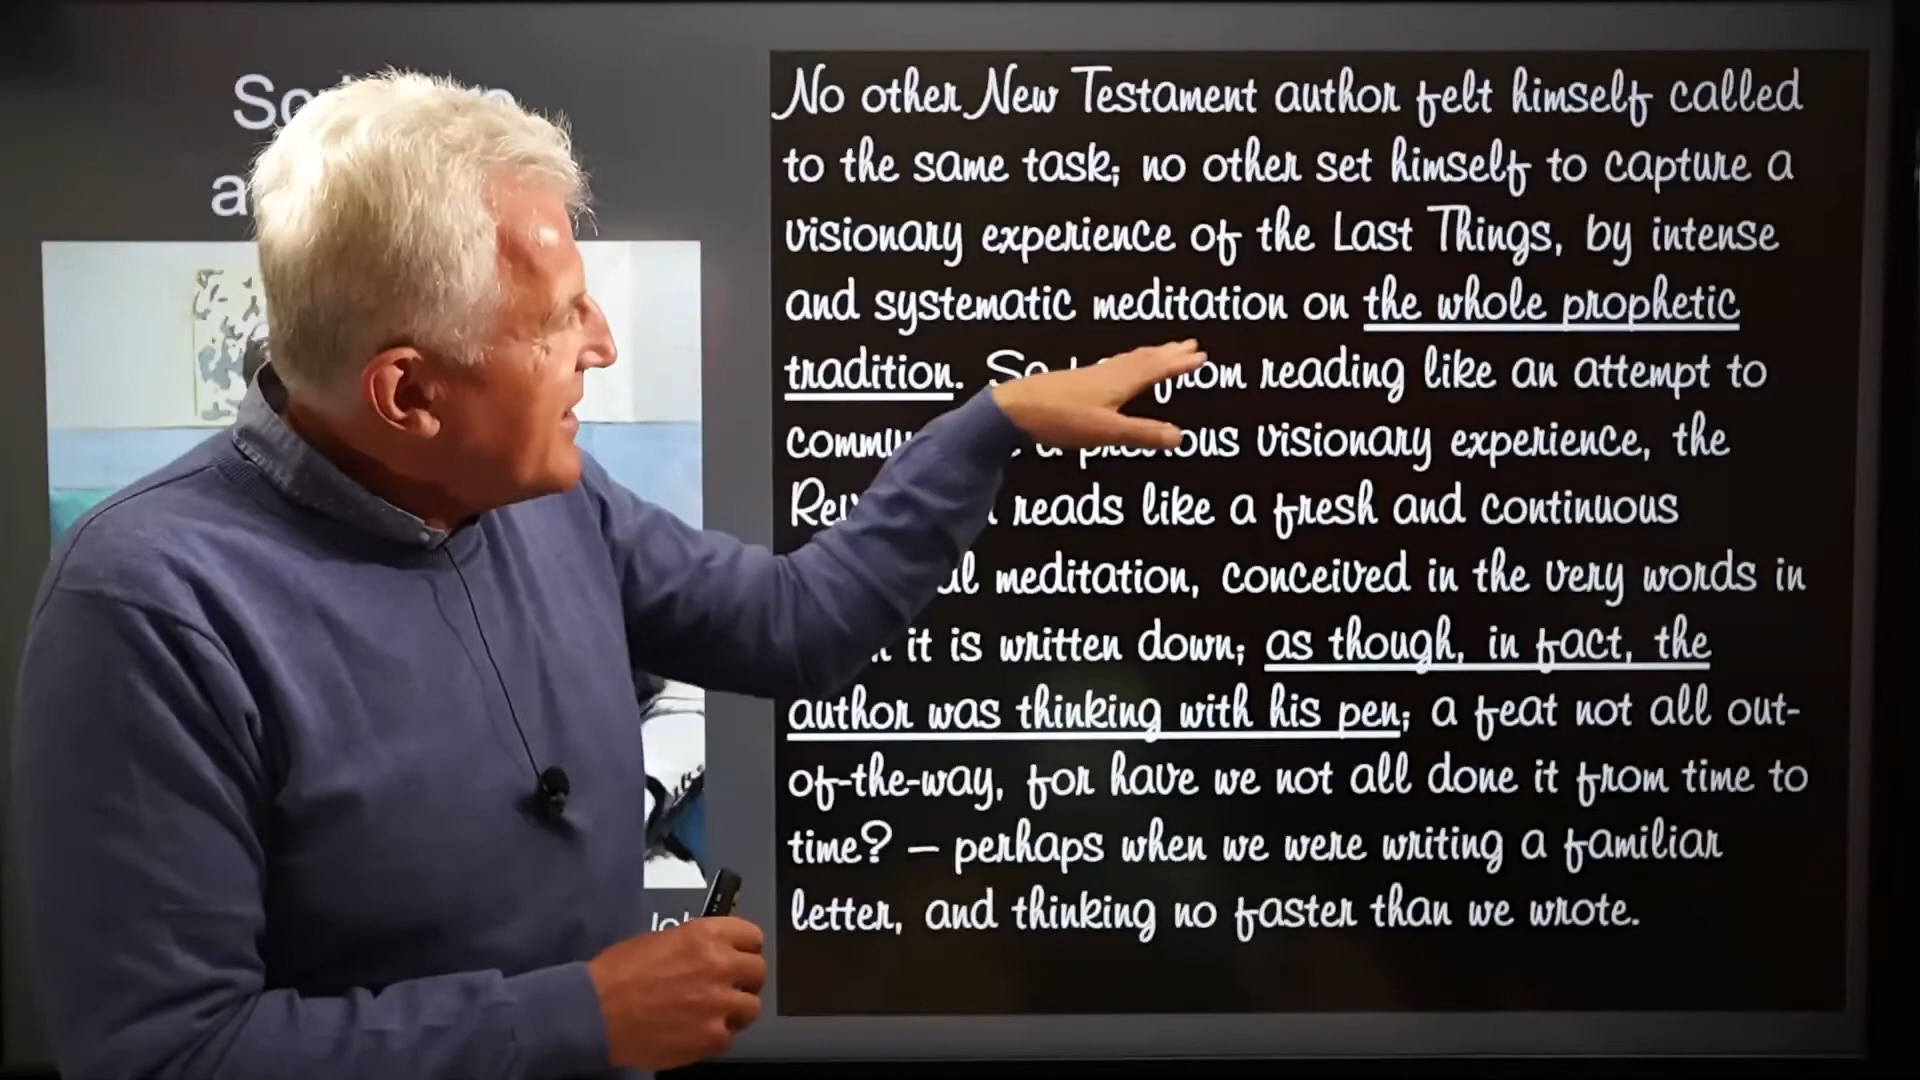 No other New Testament author felt himself called
to the same task; no other set himself to capture a
visionary experience of the Last Things, by intense
and systematic meditation on the whole prophetic
tradition. So from reading like an attempt to
visionary experience, the
reads like a fresh and continuous
meditation, conceived in the very words in
it is written down; as though, in fact, the
author was thinking with his pen; a feat not all out-
of-the-way, for have we not all done it from time to
time? – perhaps when we were writing a familiar
letter, and thinking no faster than we wrote.